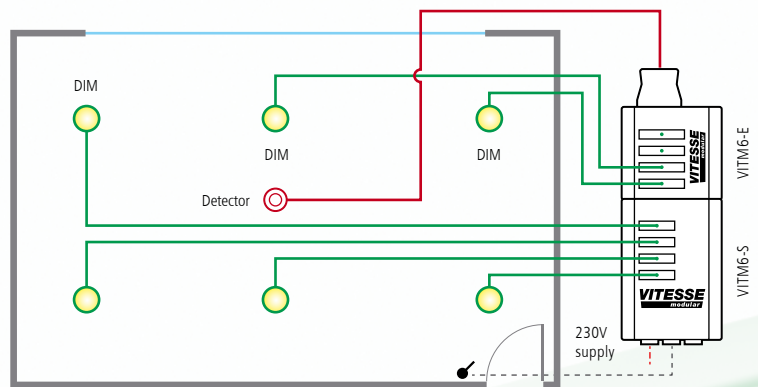 DIM
DIM
DIM
Detector
VITESSE
modular
VITM6-E
VITESSE
modular
VITM6-S
230V
supply